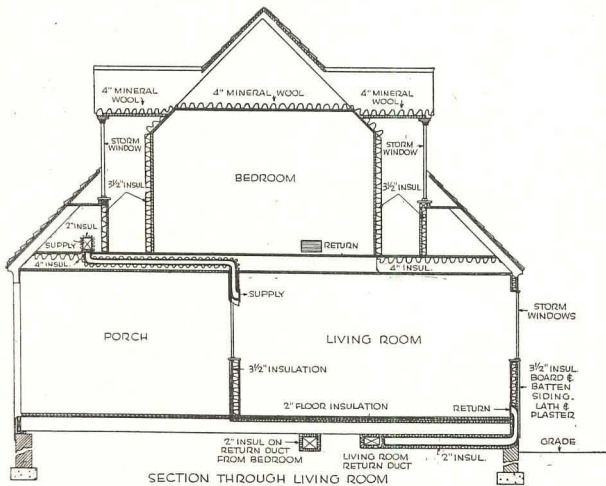 4" MINERAL
WOOL
4" MINERAL WOOL
4" MINERAL
WOOL
STORM
WINDOW
STORM
WINDOW
3½" INSUL.
BEDROOM
3½" INSUL.
2" INSUL
SUPPLY
RETURN
4" INSUL.
4" INSUL.
SUPPLY
STORM
WINDOWS
PORCH
LIVING ROOM
3½" INSULATION
3½" INSUL.
BOARD &
BATTEN
SIDING-
LATH &
PLASTER
2" FLOOR INSULATION
RETURN
2" INSUL ON
RETURN DUCT
FROM BEDROOM
LIVING ROOM
RETURN DUCT
2" INSUL.
GRADE
SECTION THROUGH LIVING ROOM